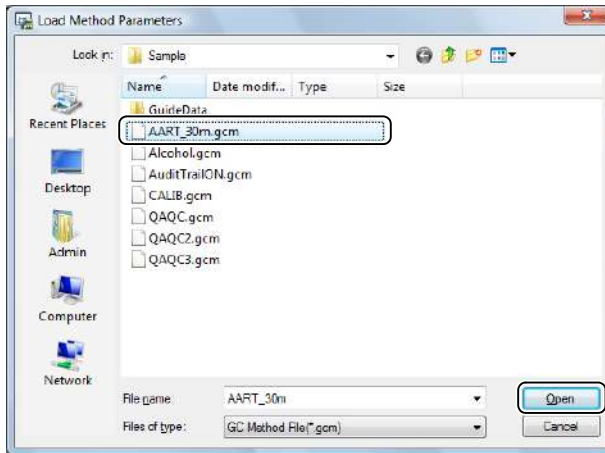 Load Method Parameters
Look in: Sample
Name Date modif... Type Size
GuideData
AART_30m.gcm
Alcohol.gcm
AuditTrailON.gcm
CALIB.gcm
QAQC.gcm
QAQC2.gcm
QAQC3.gcm
Recent Places
Desktop
Admin
Computer
Network
File name AART_30m Open
Files of type: GC Method File(*.gcm) Cancel